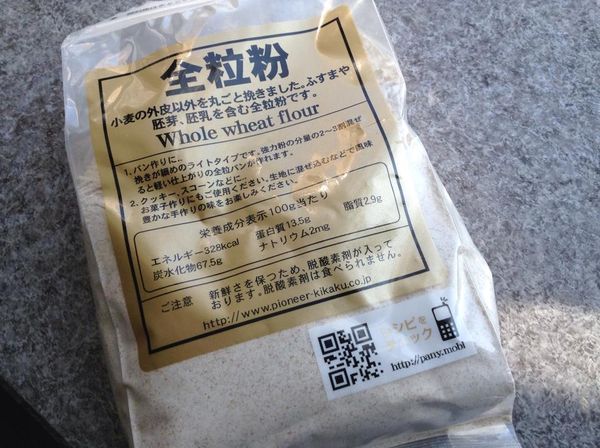 全粒粉
小麦の外皮以外を丸ごと挽きました。ふすまや
胚芽、胚乳を含む全粒粉です。
Whole wheat flour
1. パン作りに…
挽きが細めのライトタイプです。強力粉の分量の2〜3割混ぜ
ると軽い仕上がりの全粒パンが作れます。
2. クッキー、スコーンなどに…
お菓子作りにもご使用ください。生地に混ぜ込むなどで風味
豊かな手作りの味をお楽しみください。
栄養成分表示 100g当たり
エネルギー328kcal 蛋白質13.5g 脂質2.9g
炭水化物67.5g ナトリウム2mg
ご注意 新鮮さを保つため、脱酸素剤が入って
おります。脱酸素剤は食べられません。
http://www.pioneer-kikaku.co.jp
レシピを
チェック
http://pany.mobi